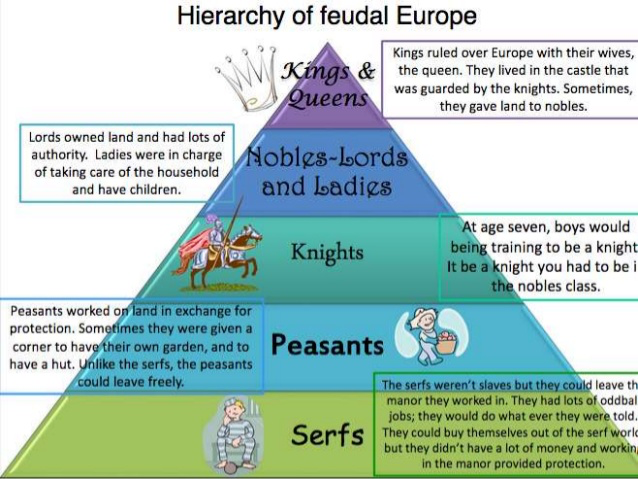 Hierarchy of feudal Europe
Kings &
Queens
Kings ruled over Europe with their wives,
the queen. They lived in the castle that
was guarded by the knights. Sometimes,
they gave land to nobles.
Lords owned land and had lots of
authority. Ladies were in charge
of taking care of the household
and have children.
Nobles-Lords
and Ladies
Knights
At age seven, boys would
being training to be a knight
It be a knight you had to be i
the nobles class.
Peasants worked on land in exchange for
protection. Sometimes they were given a
corner to have their own garden, and to
have a hut. Unlike the serfs, the peasants
could leave freely.
Peasants
Serfs
The serfs weren't slaves but they could leave th
manor they worked in. They had lots of oddbal
jobs; they would do what ever they were told.
They could buy themselves out of the serf worl
but they didn't have a lot of money and workin
in the manor provided protection.